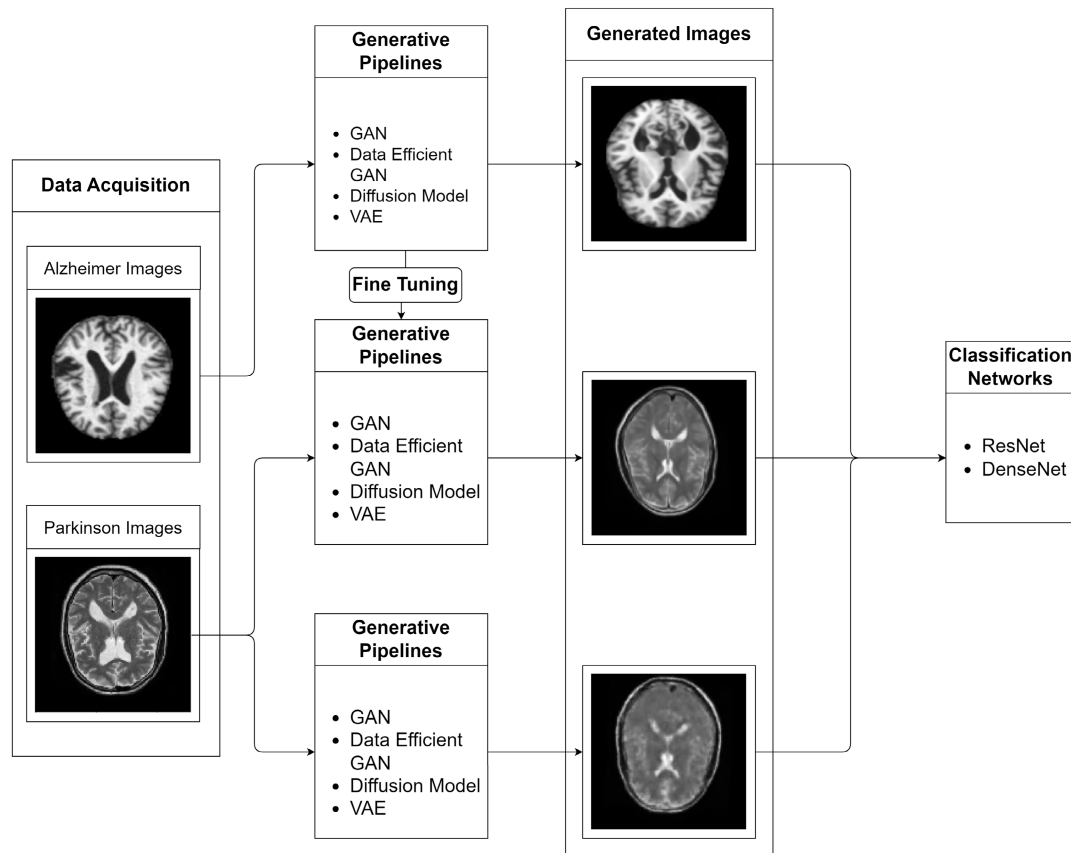 Data Acquisition
Alzheimer Images
Parkinson Images
Generative
Pipelines
• GAN
• Data Efficient
GAN
• Diffusion Model
• VAE
Fine Tuning
Generative
Pipelines
• GAN
• Data Efficient
GAN
• Diffusion Model
• VAE
Generative
Pipelines
• GAN
• Data Efficient
GAN
• Diffusion Model
• VAE
Generated Images
Classification
Networks
• ResNet
• DenseNet